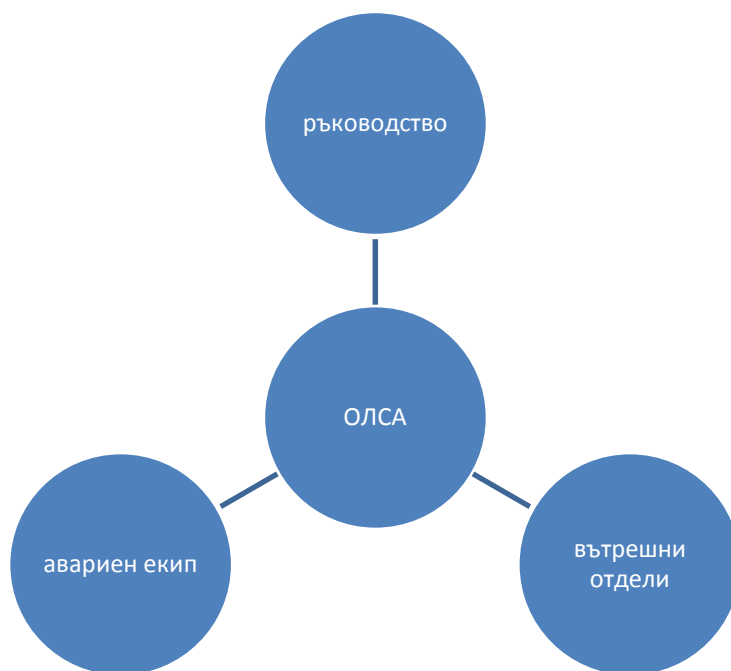 ръководство
ОЛСА
авариен екип
вътрешни
отдели